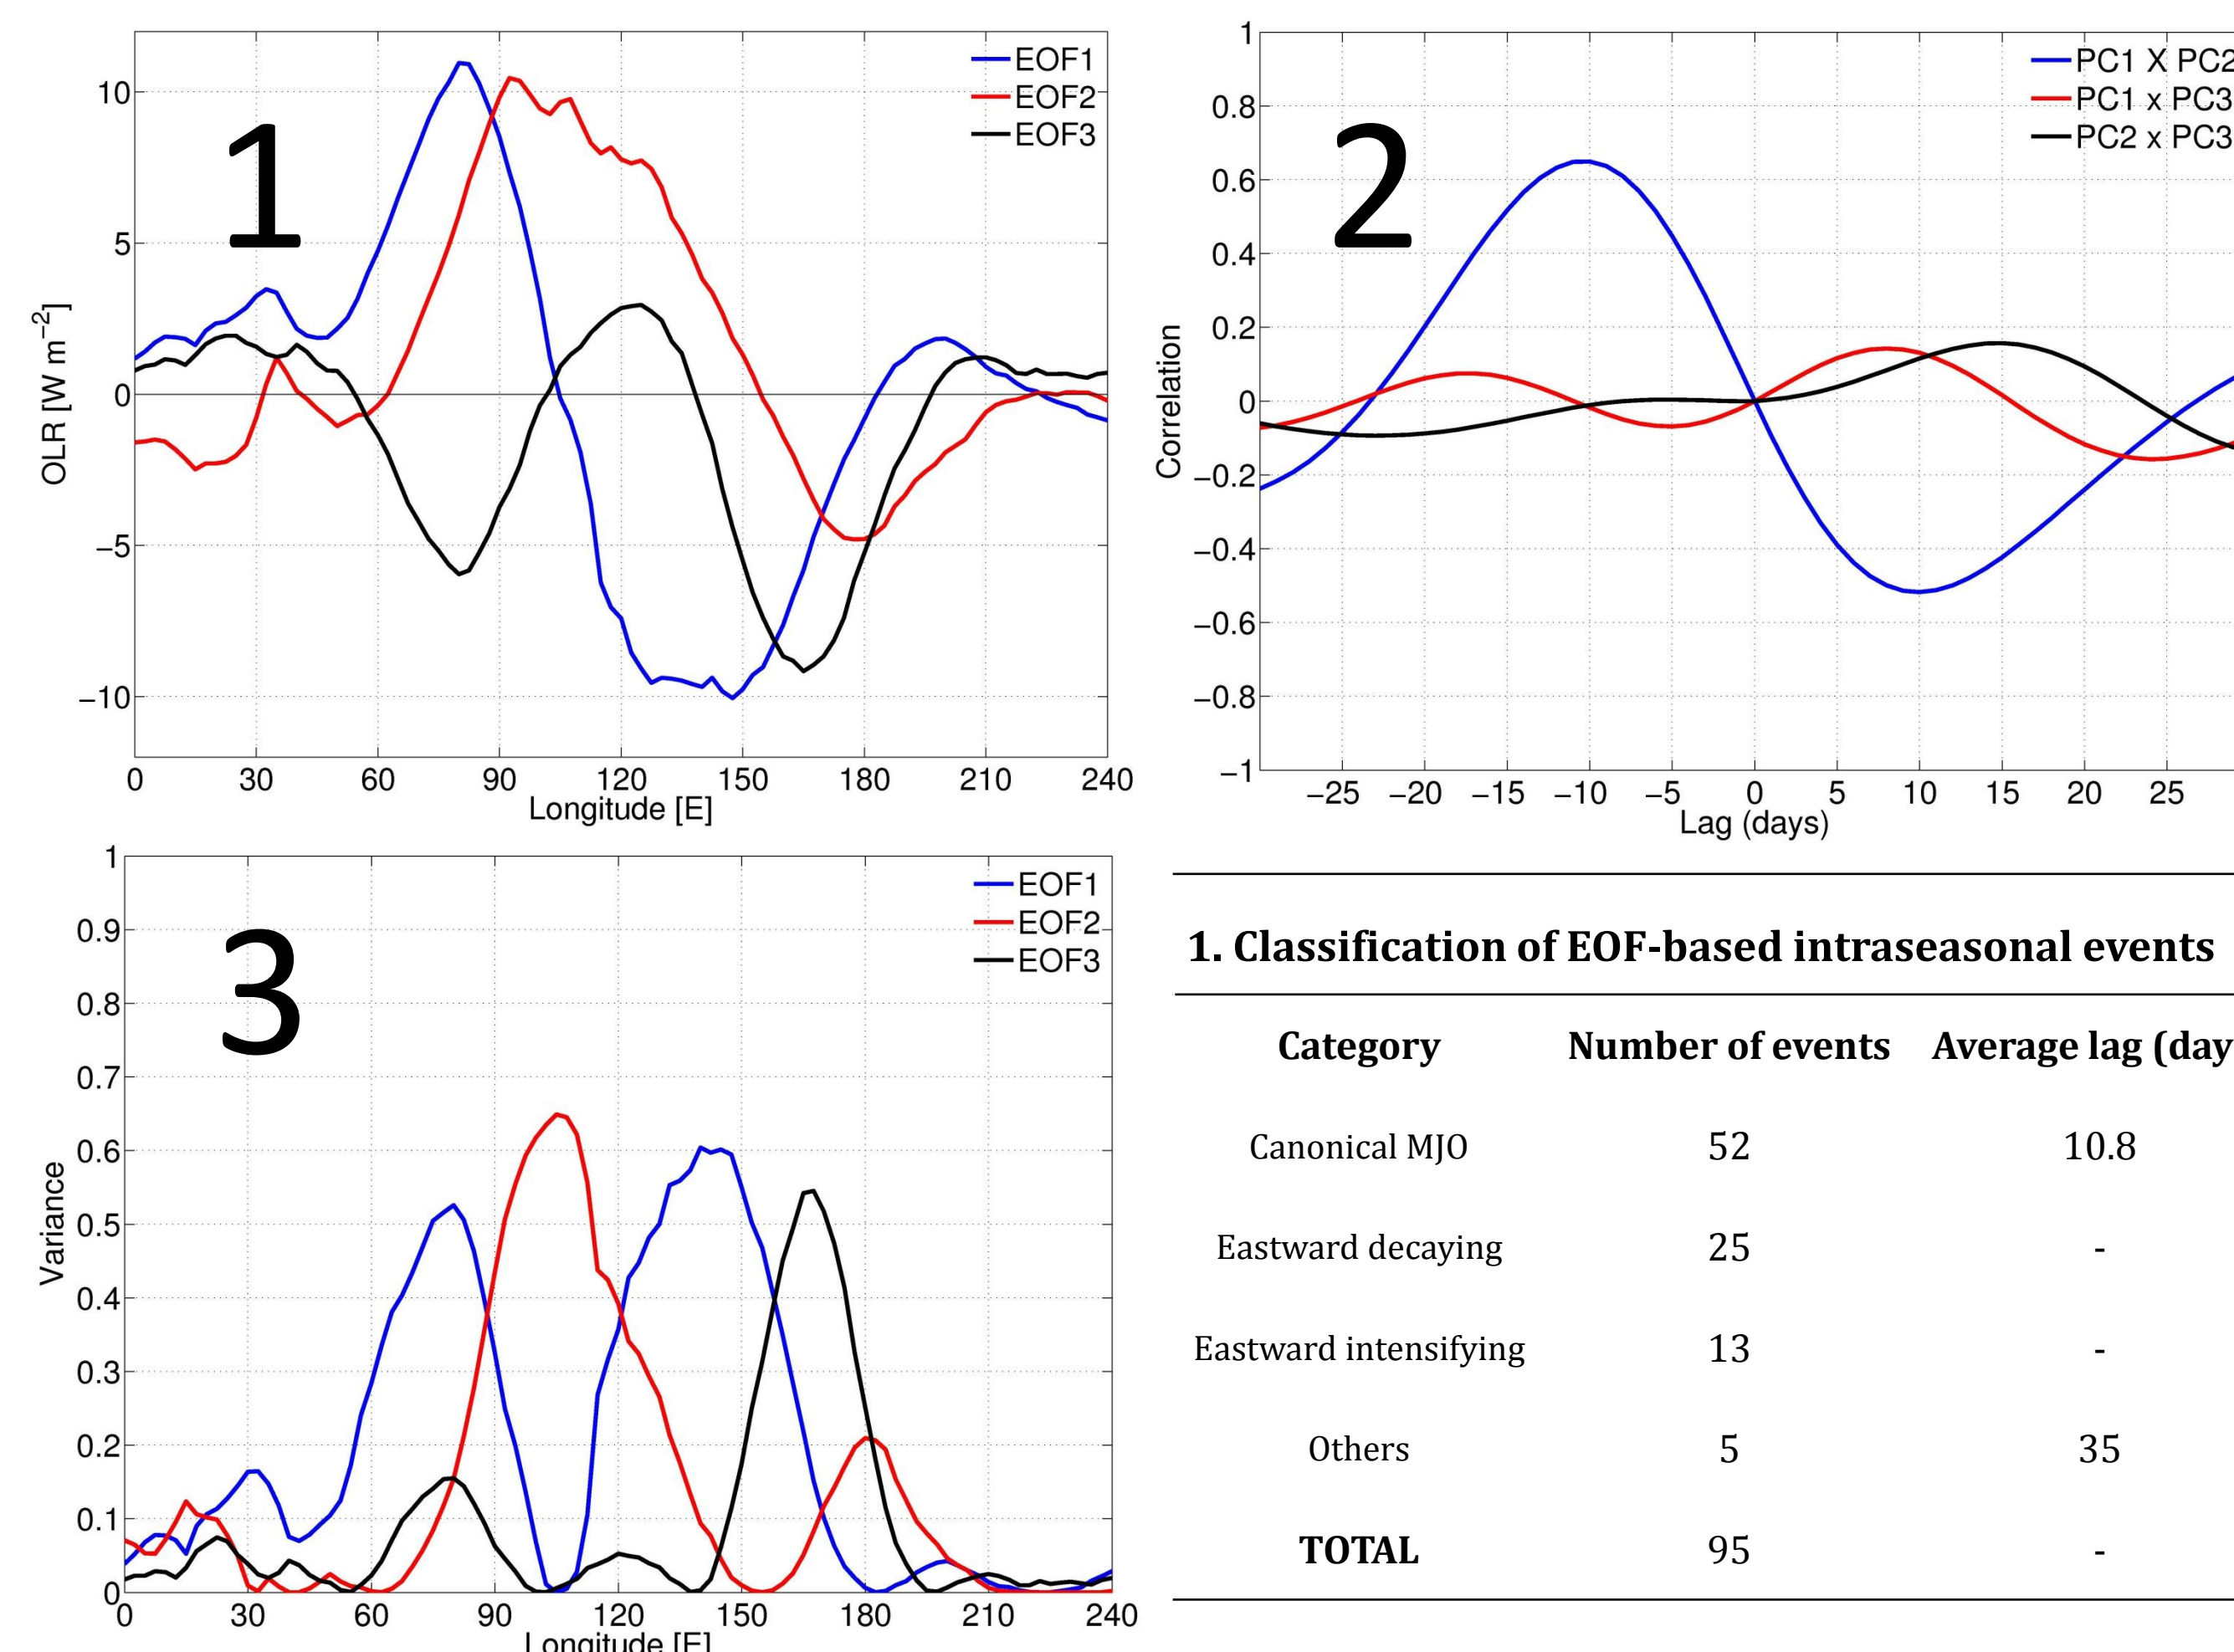 1
EOF1
EOF2
EOF3
10
5
0
−5
−10
OLR [W m−2]
0 30 60 90 120 150 180 210 240
Longitude [E]
2
PC1 X PC2
PC1 x PC3
PC2 x PC3
1
0.8
0.6
0.4
0.2
0
−0.2
−0.4
−0.6
−0.8
−1
Correlation
−25 −20 −15 −10 −5 0 5 10 15 20 25
Lag (days)
3
EOF1
EOF2
EOF3
1
0.9
0.8
0.7
0.6
0.5
0.4
0.3
0.2
0.1
0
Variance
0 30 60 90 120 150 180 210 240
Longitude [E]
1. Classification of EOF-based intraseasonal events
Category Number of events Average lag (day
Canonical MJO 52 10.8
Eastward decaying 25 -
Eastward intensifying 13 -
Others 5 35
TOTAL 95 -